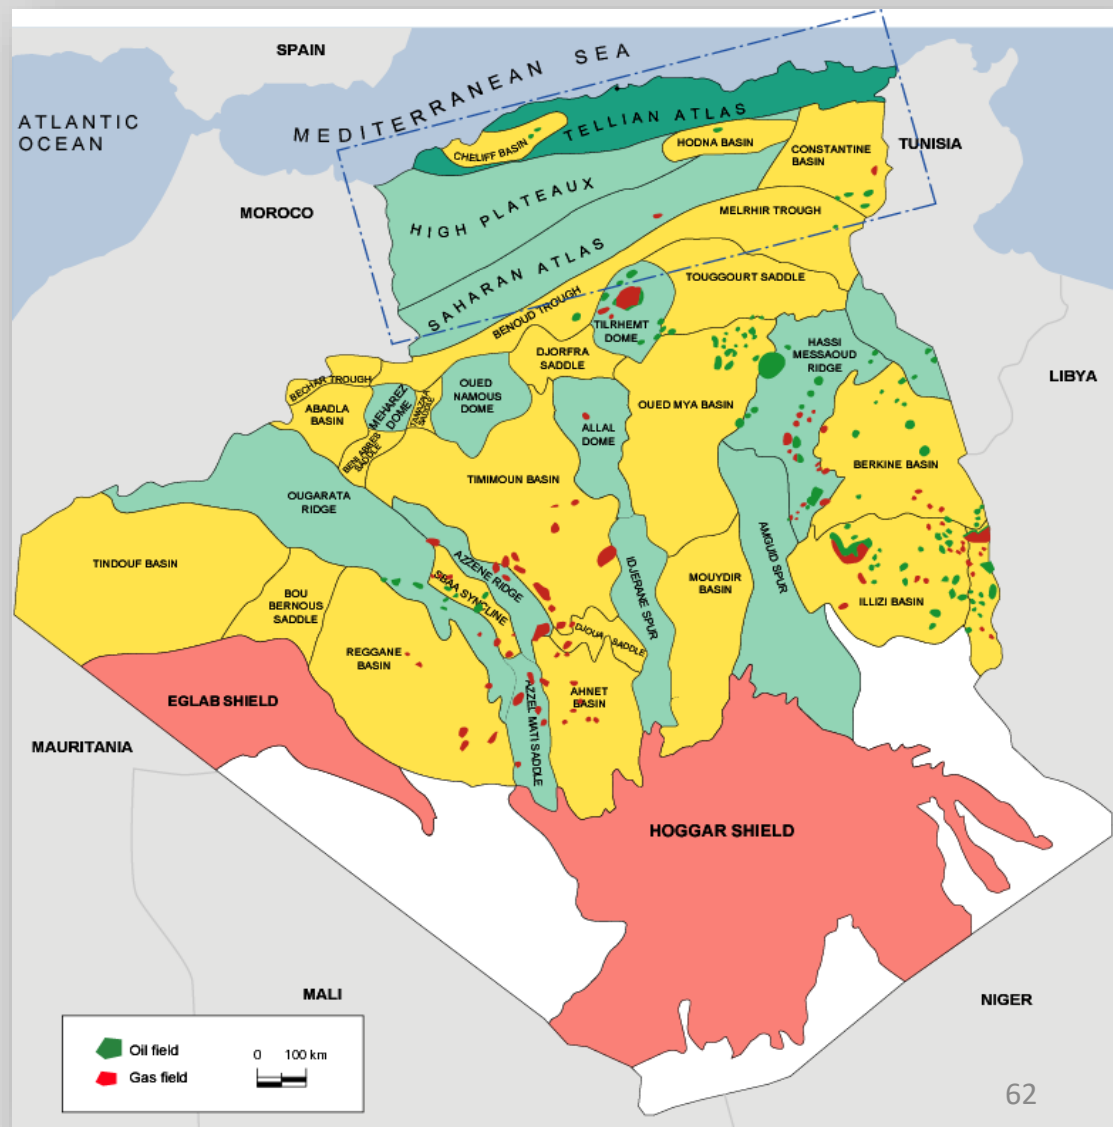 SPAIN
MEDITERRANEAN SEA
ATLANTIC
OCEAN
TELLIAN ATLAS
CHELIFF BASIN
HODNA BASIN
CONSTANTINE
BASIN
TUNISIA
MOROCO
HIGH PLATEAUX
MELRHIR TROUGH
SAHARAN ATLAS
TOUGGOURT SADDLE
BENOUD TROUGH
TILRHEMT
DOME
HASSI
MESSAOUD
RIDGE
DJORFRA
SADDLE
LIBYA
BECHAR TROUGH
OUED
NAMOUS
DOME
MEHAREZ
DOME
SADDLE
ABADLA
BASIN
OUED MYA BASIN
ALLAL
DOME
BENI ABBES
SADDLE
BERKINE BASIN
TIMIMOUN BASIN
OUGARATA
RIDGE
AMGUID SPUR
TINDOUF BASIN
AZZENE RIDGE
SBAA SYNCLINE
IDJERANE SPUR
MOUYDIR
BASIN
BOU
BERNOUS
SADDLE
ILLIZI BASIN
DJOUA SADDLE
REGGANE
BASIN
AHNET
BASIN
AZZEL MATI SADDLE
EGLAB SHIELD
MAURITANIA
HOGGAR SHIELD
MALI
NIGER
Oil field
Gas field
0 100 km
62